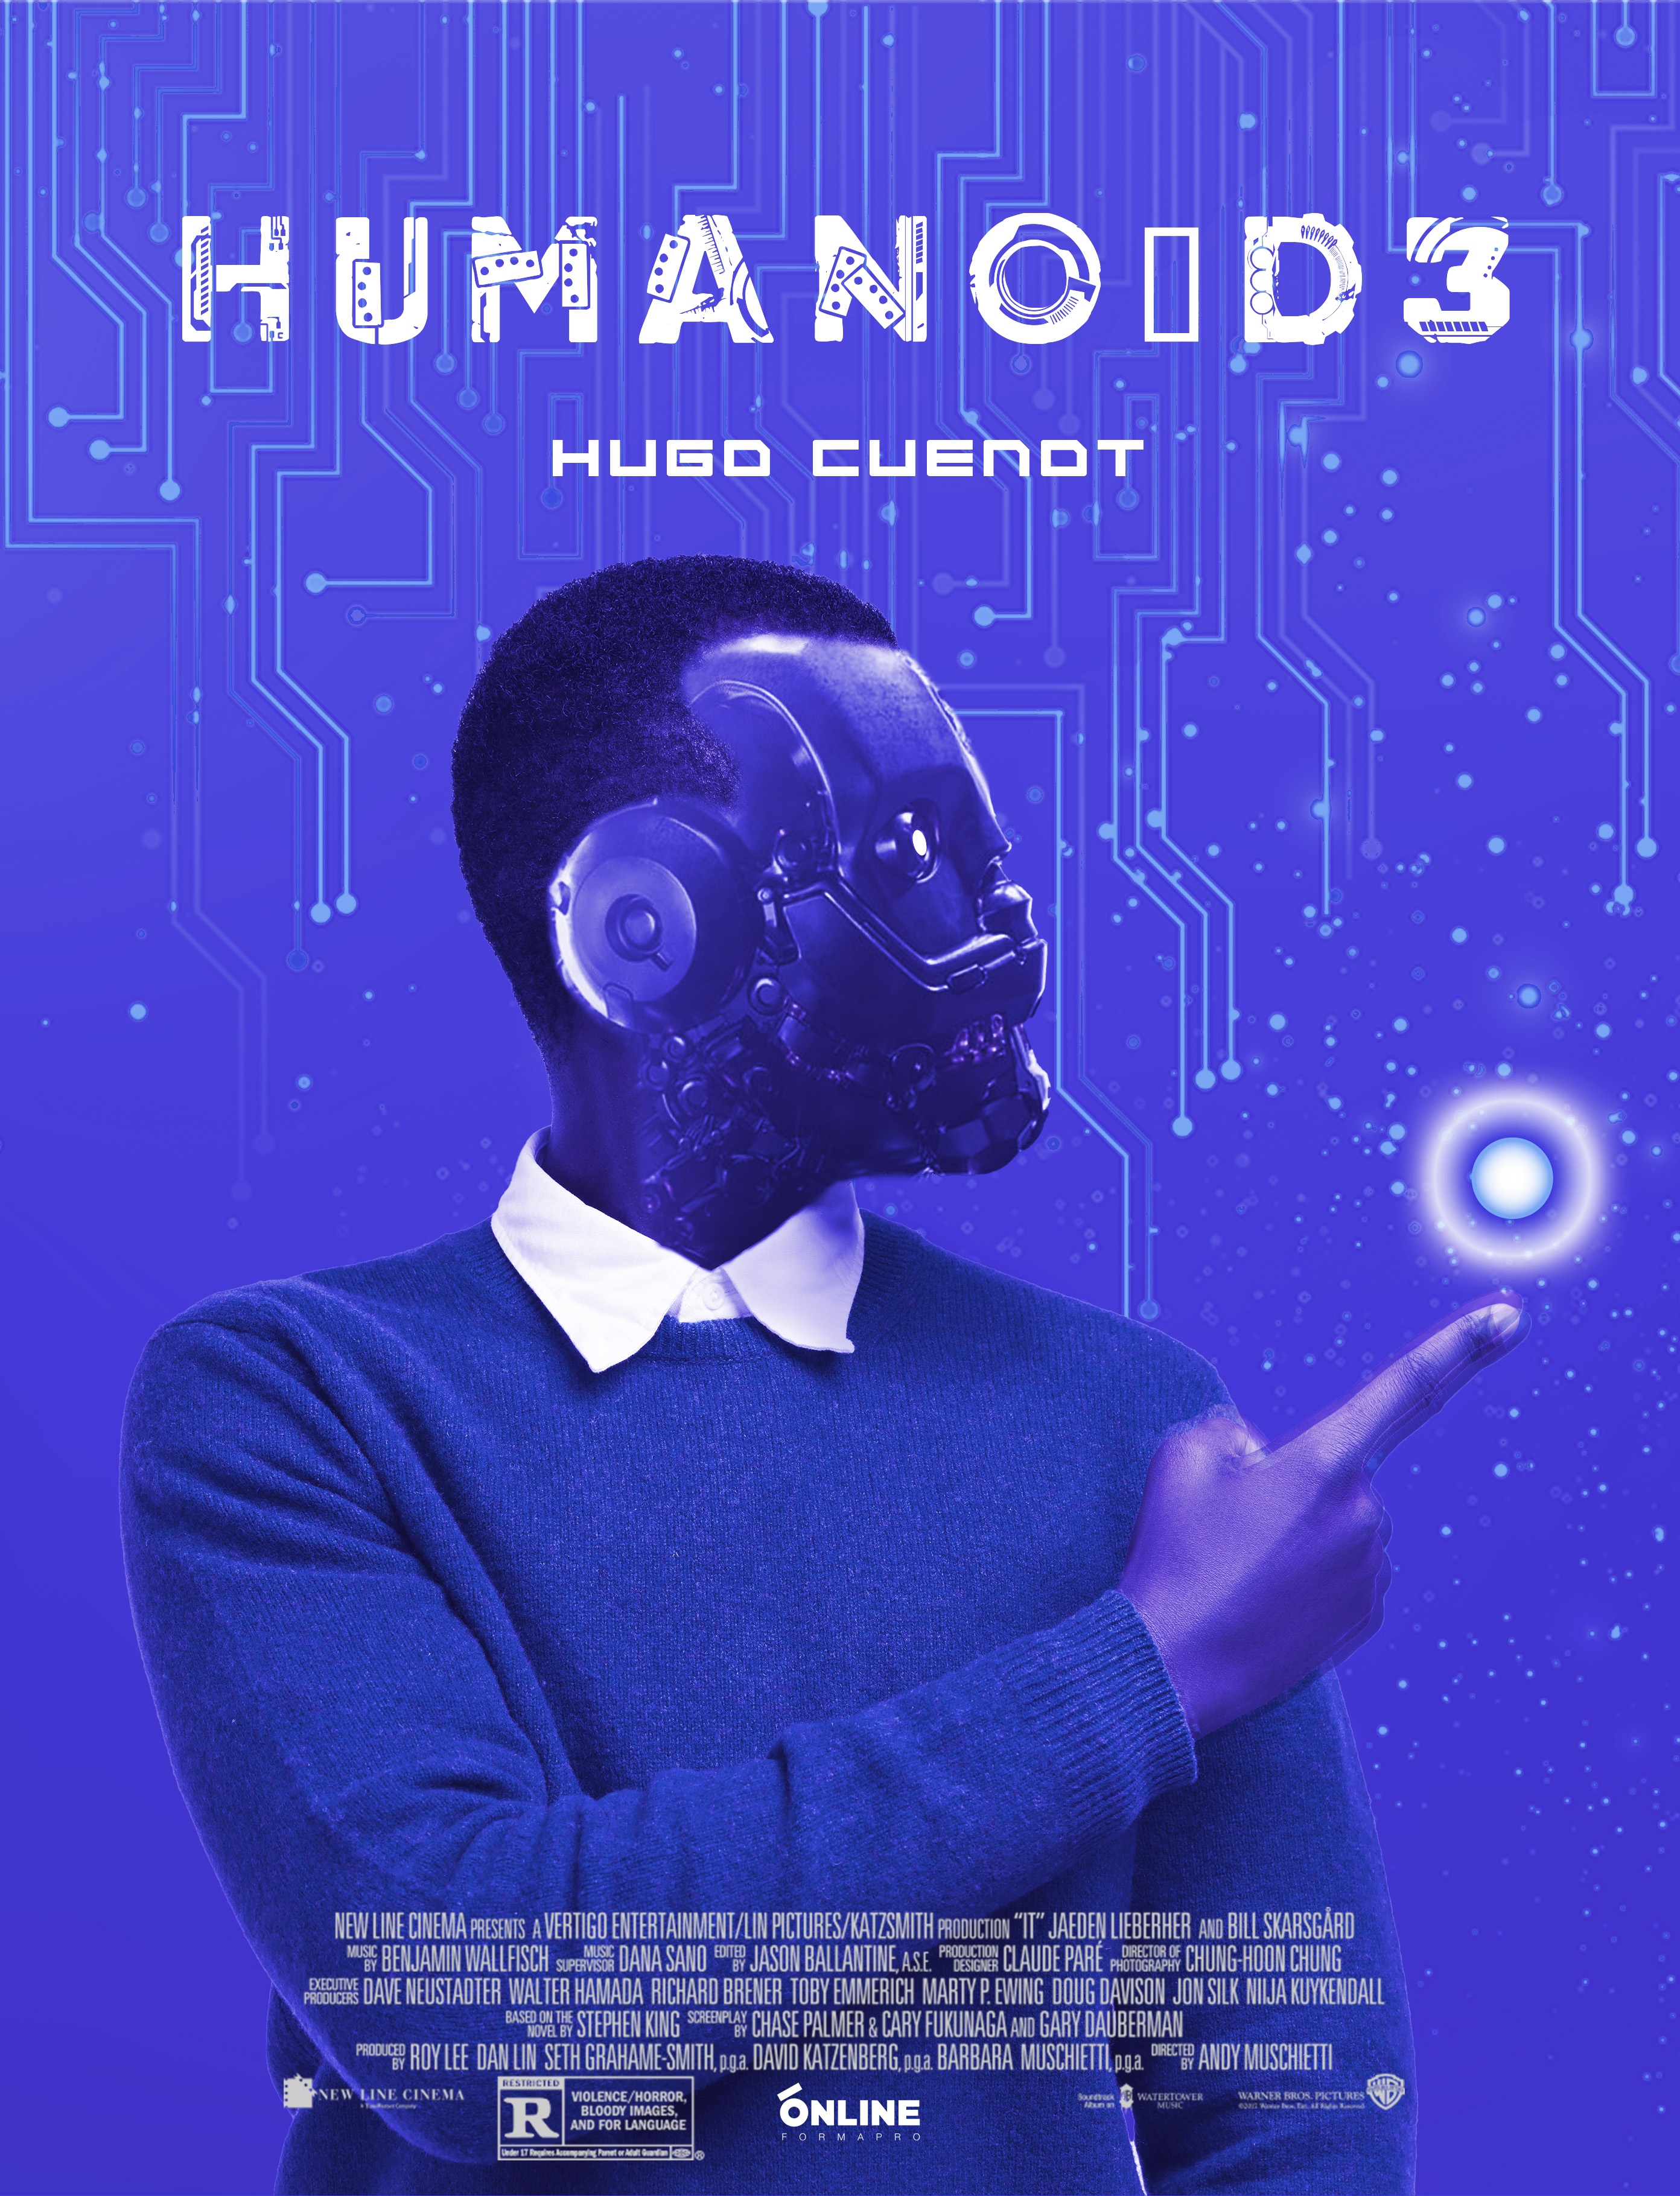 HUMANOID3
HUGO CUENOT
NEW LINE CINEMA PRESENTS A VERTIGO ENTERTAINMENT/LIN PICTURES/KATZSMITH PRODUCTION “IT” JAEDEN LIEBERHER AND BILL SKARSGÅRD
MUSIC BY BENJAMIN WALLFISCH MUSIC SUPERVISOR DANA SANO EDITED BY JASON BALLANTINE, A.S.E. PRODUCTION DESIGNER CLAUDE PARÉ DIRECTOR OF PHOTOGRAPHY CHUNG-HOON CHUNG
EXECUTIVE PRODUCERS DAVE NEUSTADTER WALTER HAMADA RICHARD BRENER TOBY EMMERICH MARTY P. EWING DOUG DAVISON JON SILK NIIJA KUYKENDALL
BASED ON THE NOVEL BY STEPHEN KING SCREENPLAY BY CHASE PALMER & CARY FUKUNAGA AND GARY DAUBERMAN
PRODUCED BY ROY LEE DAN LIN SETH GRAHAME-SMITH, p.g.a. DAVID KATZENBERG, p.g.a. BARBARA MUSCHIETTI, p.g.a. DIRECTED BY ANDY MUSCHIETTI
NEW LINE CINEMA
RESTRICTED
R
VIOLENCE/HORROR,
BLOODY IMAGES,
AND FOR LANGUAGE
Under 17 Requires Accompanying Parent or Adult Guardian
®
ONLINE
FORMAPRO
Soundtrack
Album on
WATERTOWER
MUSIC
WARNER BROS. PICTURES
WB